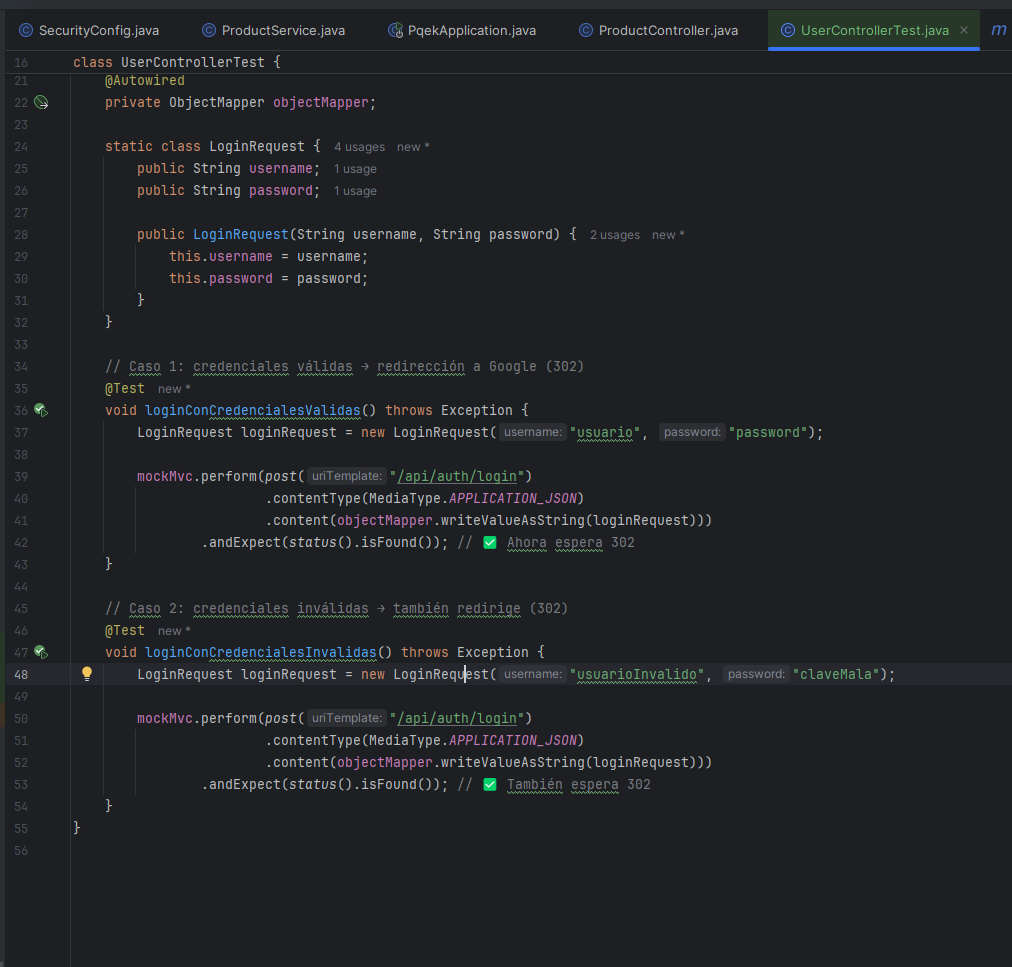 SecurityConfig.java ProductService.java PqekApplication.java ProductController.java UserControllerTest.java × m
16 class UserControllerTest {
21 @Autowired
22 private ObjectMapper objectMapper;
23
24 static class LoginRequest { 4 usages new *
25 public String username; 1 usage
26 public String password; 1 usage
27
28 public LoginRequest(String username, String password) { 2 usages new *
29 this.username = username;
30 this.password = password;
31 }
32 }
33
34 // Caso 1: credenciales válidas → redirección a Google (302)
35 @Test new *
36 void loginConCredencialesValidas() throws Exception {
37 LoginRequest loginRequest = new LoginRequest( username: "usuario", password: "password");
38
39 mockMvc.perform(post( uriTemplate: "/api/auth/login")
40 .contentType(MediaType.APPLICATION_JSON)
41 .content(objectMapper.writeValueAsString(loginRequest)))
42 .andExpect(status().isFound()); // ✅ Ahora espera 302
43 }
44
45 // Caso 2: credenciales inválidas → también redirige (302)
46 @Test new *
47 void loginConCredencialesInvalidas() throws Exception {
48 LoginRequest loginRequest = new LoginRequest( username: "usuarioInvalido", password: "claveMala");
49
50 mockMvc.perform(post( uriTemplate: "/api/auth/login")
51 .contentType(MediaType.APPLICATION_JSON)
52 .content(objectMapper.writeValueAsString(loginRequest)))
53 .andExpect(status().isFound()); // ✅ También espera 302
54 }
55 }
56